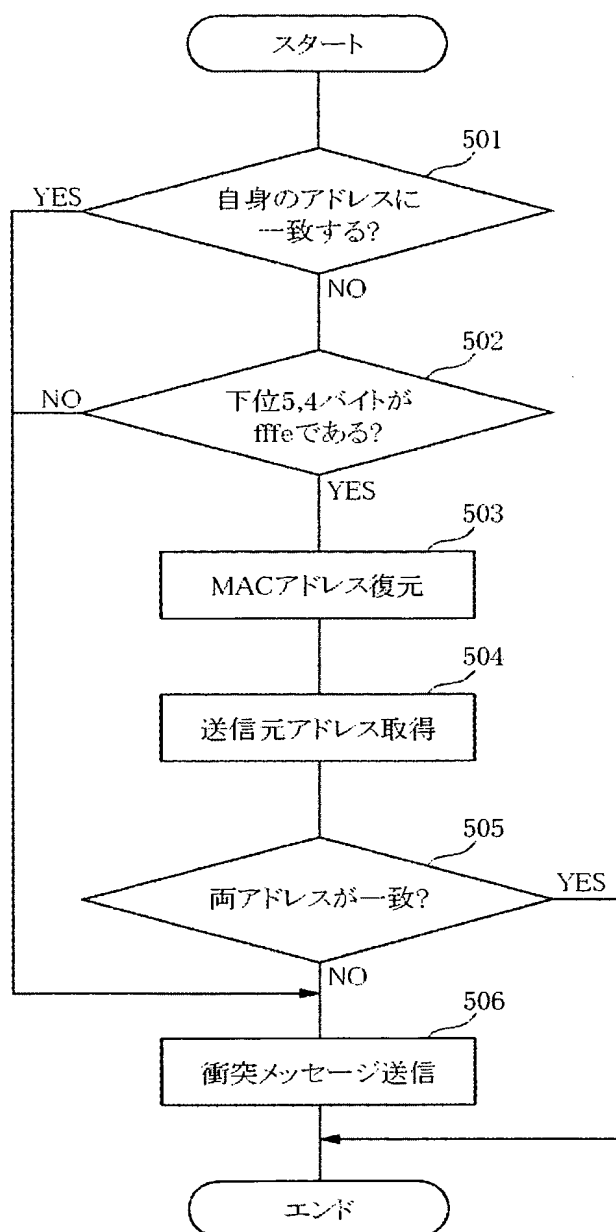 スタート
501
YES
自身のアドレスに
一致する?
NO
502
NO
下位5,4バイトが
fffeである?
YES
503
MACアドレス復元
504
送信元アドレス取得
505
両アドレスが一致?
YES
NO
506
衝突メッセージ送信
エンド